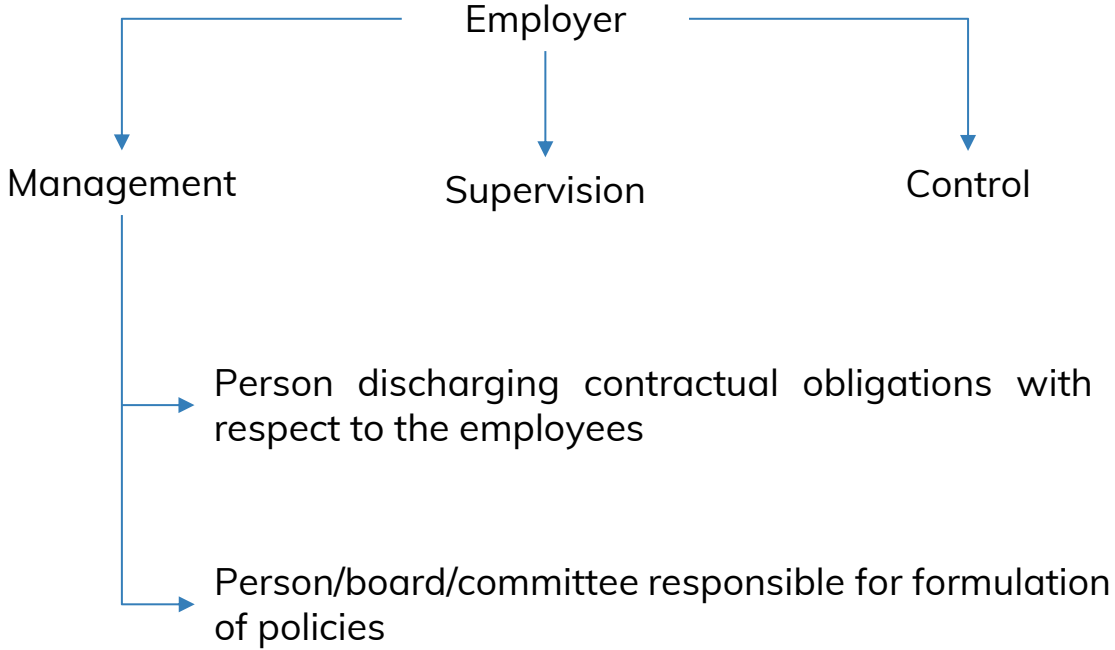 Employer
Management
Supervision
Control
Person discharging contractual obligations with
respect to the employees
Person/board/committee responsible for formulation
of policies